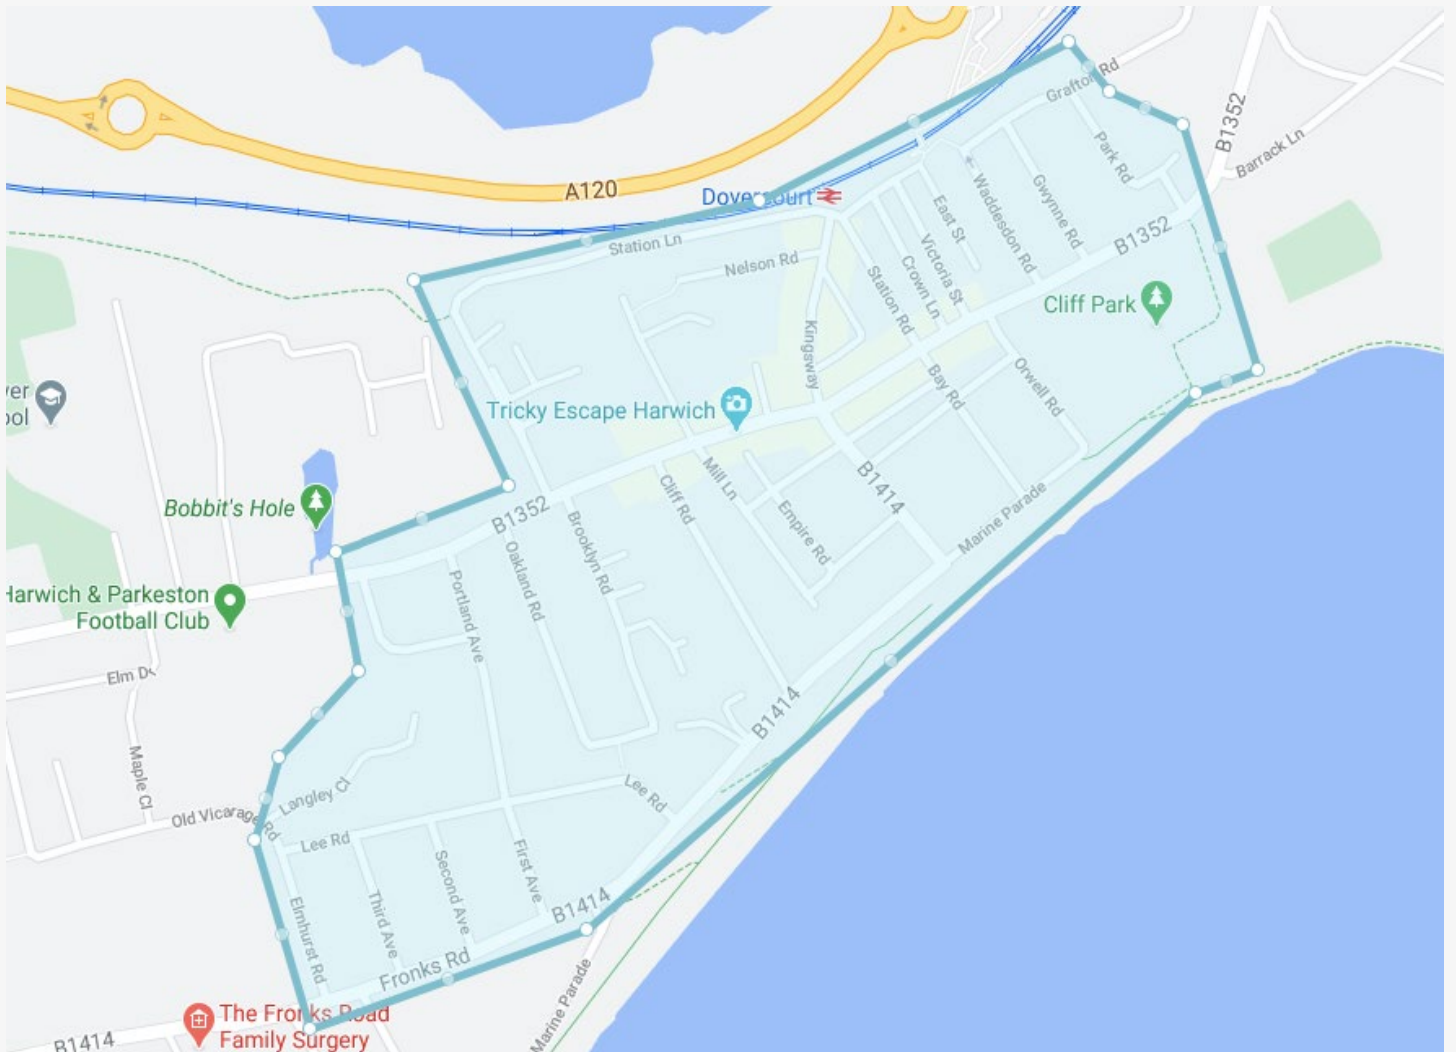 Grafton Rd
B1352
Barrack Ln
Park Rd
A120
Dovercourt
Gwynne Rd
Waddesdon Rd
East St
Victoria St
Crown Ln
Station Rd
B1352
Station Ln
Nelson Rd
Cliff Park
Kingsway
Orwell Rd
Bay Rd
ver
ool
Tricky Escape Harwich
Mill Ln
Cliff Rd
B1414
Bobbit's Hole
B1352
Empire Rd
Marine Parade
Brooklyn Rd
Oakland Rd
Portland Ave
Harwich & Parkeston
Football Club
Elm D
B1414
Maple Cl
Langley Cl
Lee Rd
Old Vicarage Rd
Lee Rd
First Ave
Second Ave
Third Ave
Elmhurst Rd
B1414
Fronks Rd
Marine Parade
The Fronks Road
Family Surgery
B1414